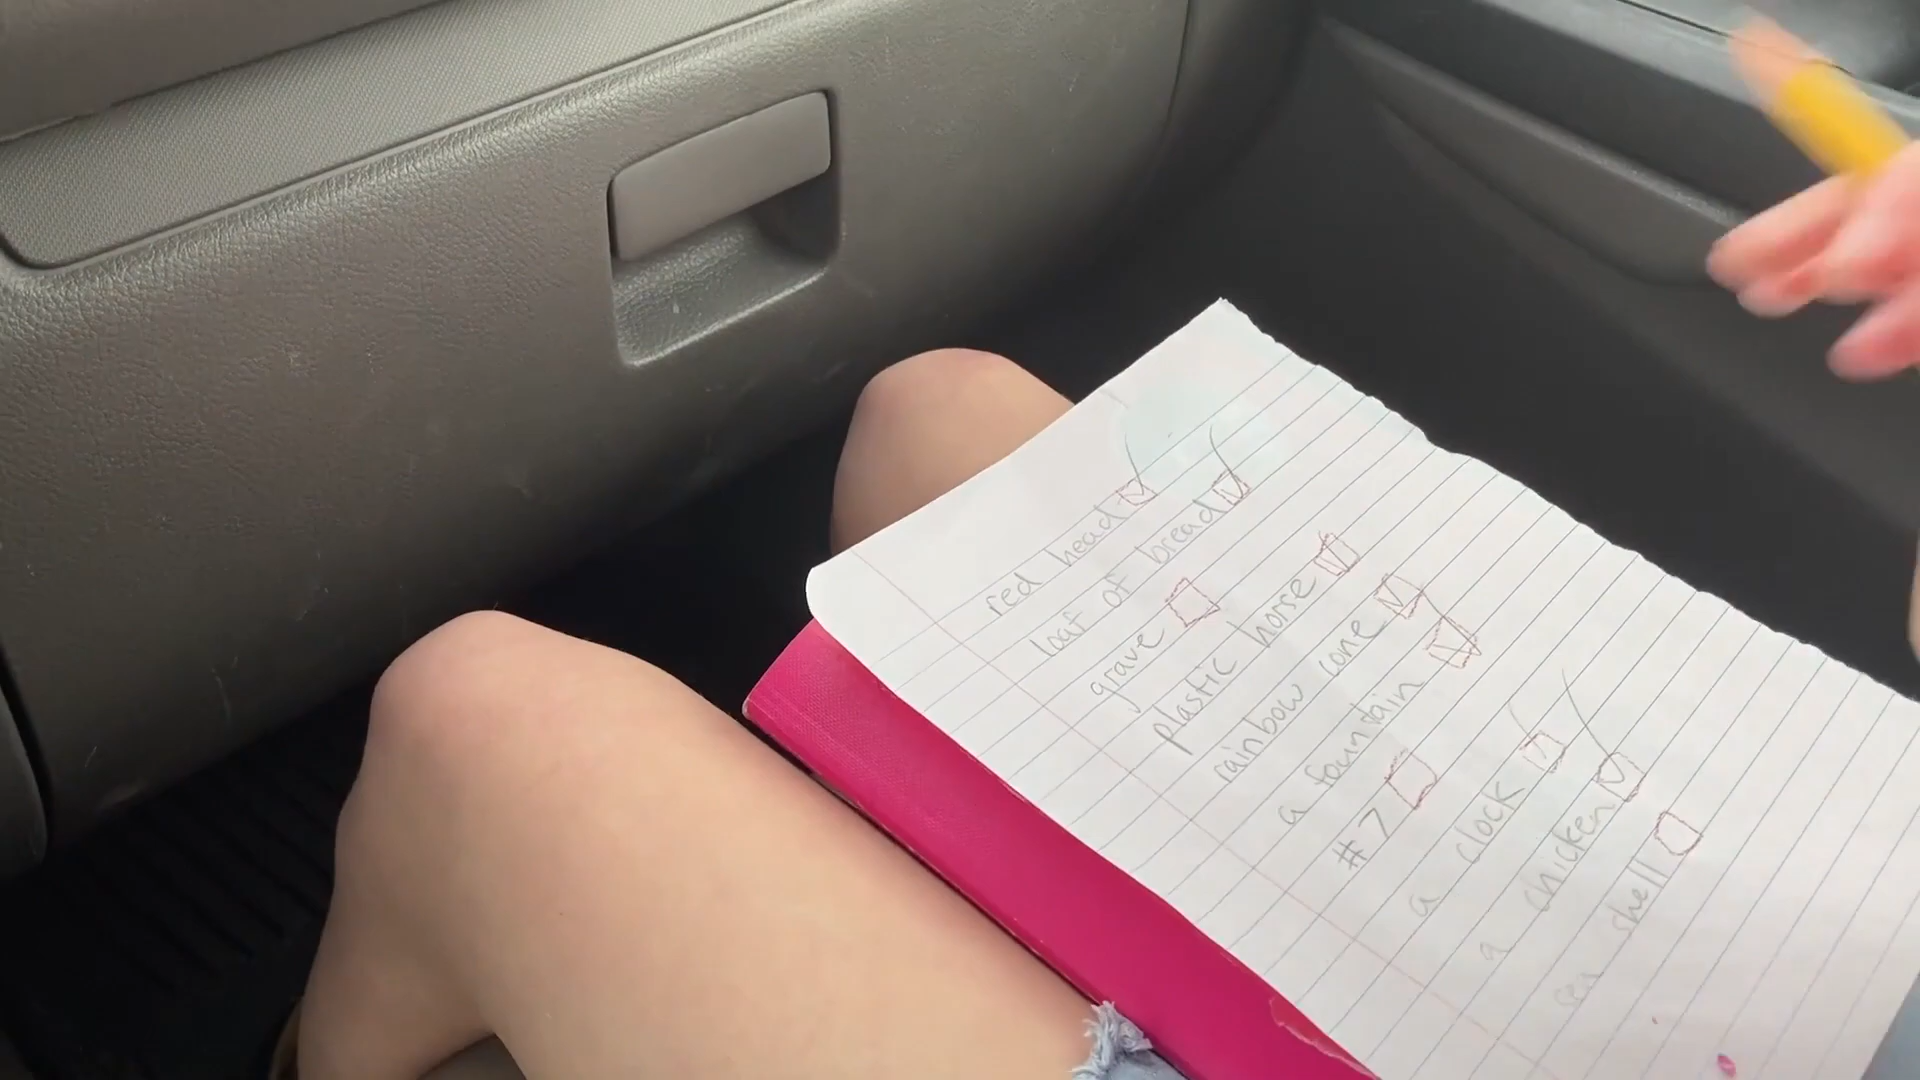 red head
loaf of bread
grave
plastic horse
rainbow cone
a fountain
#7
a clock
a chicken
sea shell